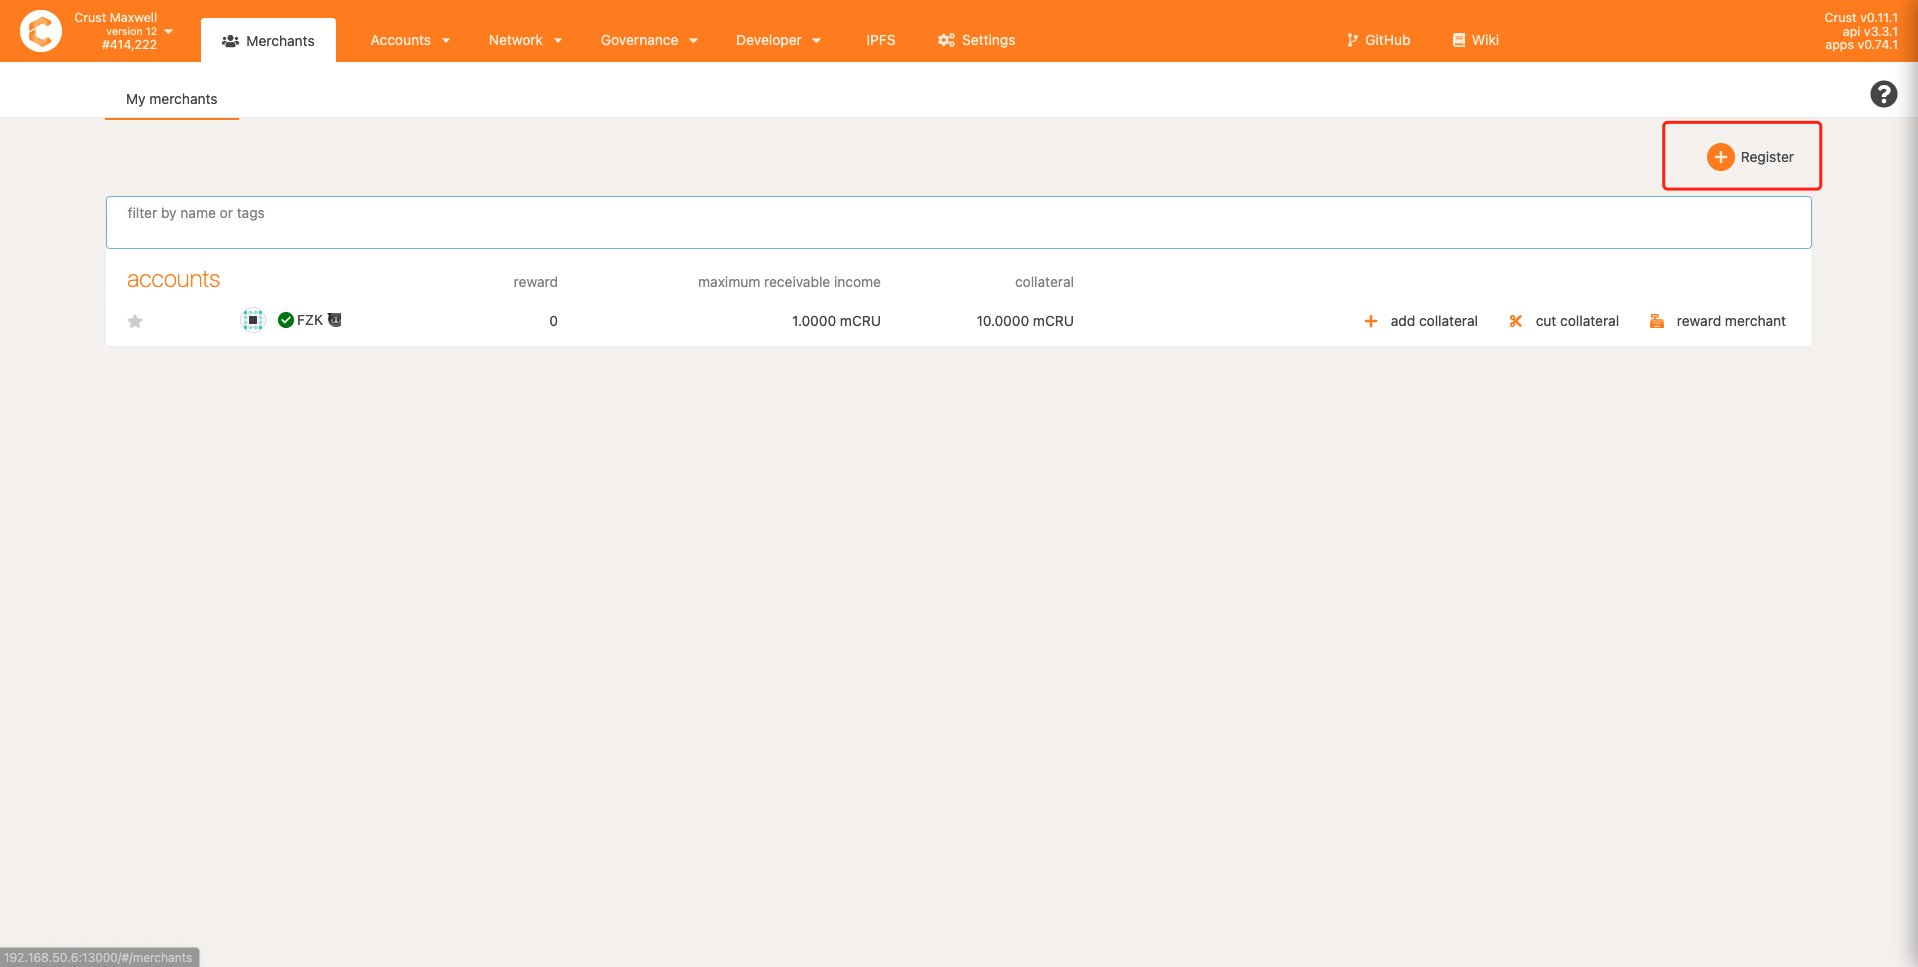 Crust Maxwell
version 12
#414,222
Merchants
Accounts
Network
Governance
Developer
IPFS
Settings
GitHub
Wiki
Crust v0.11.1
api v3.3.1
apps v0.74.1
My merchants
Register
filter by name or tags
accounts reward maximum receivable income collateral
FZK 0 1.0000 mCRU 10.0000 mCRU add collateral cut collateral reward merchant
192.168.50.6:13000/#/merchants